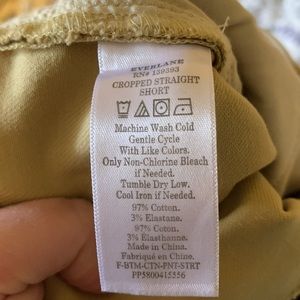 EVERLANE
RN# 139393
CROPPED STRAIGHT
SHORT
Machine Wash Cold
Gentle Cycle
With Like Colors.
Only Non-Chlorine Bleach
if Needed.
Tumble Dry Low.
Cool Iron if Needed.
97% Cotton.
3% Elastane.
97% Coton.
3% Élasthanne.
Made in China.
Fabriqué en Chine.
F-BTM-CTN-PNT-STRT
PP5800415556